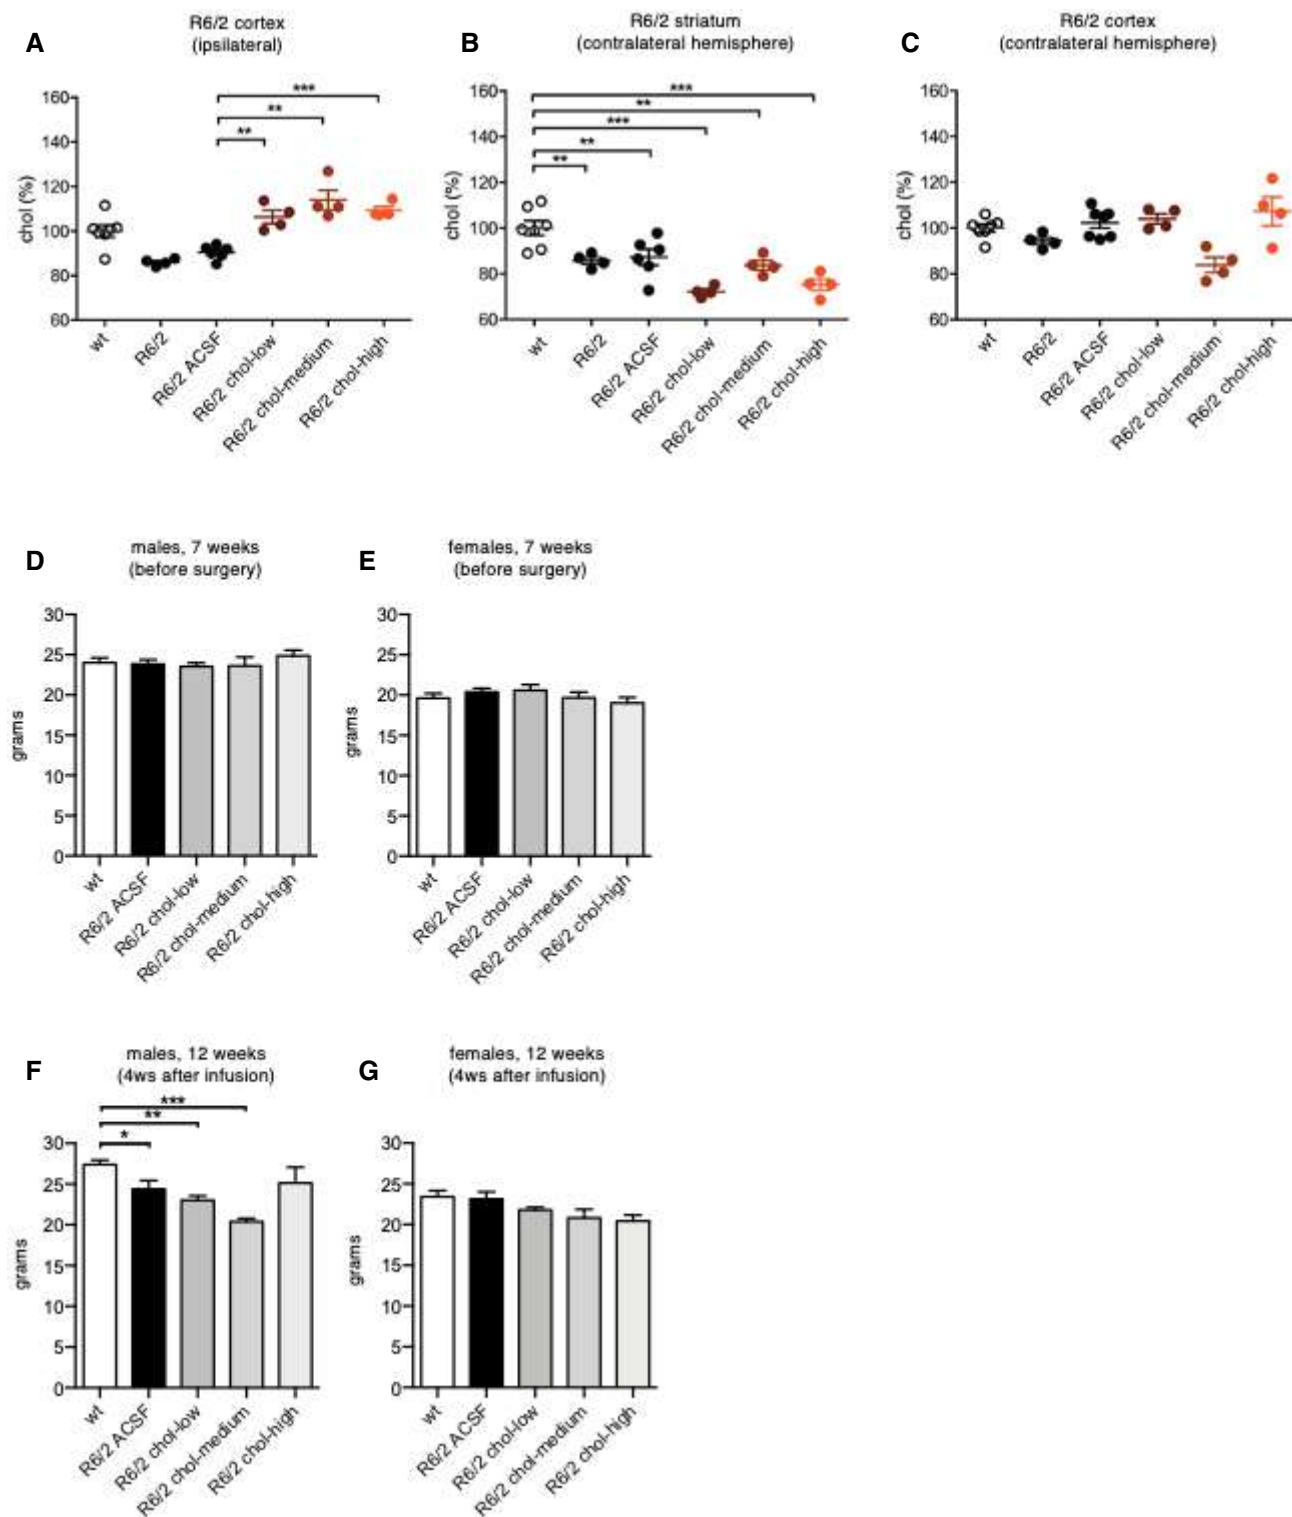 A
R6/2 cortex
(ipsilateral)
***
**
**
160
140
120
100
80
60
chol (%)
wt
R6/2
R6/2 ACSF
R6/2 chol-low
R6/2 chol-medium
R6/2 chol-high
B
R6/2 striatum
(contralateral hemisphere)
***
**
***
**
**
160
140
120
100
80
60
chol (%)
wt
R6/2
R6/2 ACSF
R6/2 chol-low
R6/2 chol-medium
R6/2 chol-high
C
R6/2 cortex
(contralateral hemisphere)
160
140
120
100
80
60
chol (%)
wt
R6/2
R6/2 ACSF
R6/2 chol-low
R6/2 chol-medium
R6/2 chol-high
D
males, 7 weeks
(before surgery)
30
25
20
15
10
5
0
grams
wt
R6/2 ACSF
R6/2 chol-low
R6/2 chol-medium
R6/2 chol-high
E
females, 7 weeks
(before surgery)
30
25
20
15
10
5
0
grams
wt
R6/2 ACSF
R6/2 chol-low
R6/2 chol-medium
R6/2 chol-high
F
males, 12 weeks
(4ws after infusion)
***
**
*
30
25
20
15
10
5
0
grams
wt
R6/2 ACSF
R6/2 chol-low
R6/2 chol-medium
R6/2 chol-high
G
females, 12 weeks
(4ws after infusion)
30
25
20
15
10
5
0
grams
wt
R6/2 ACSF
R6/2 chol-low
R6/2 chol-medium
R6/2 chol-high